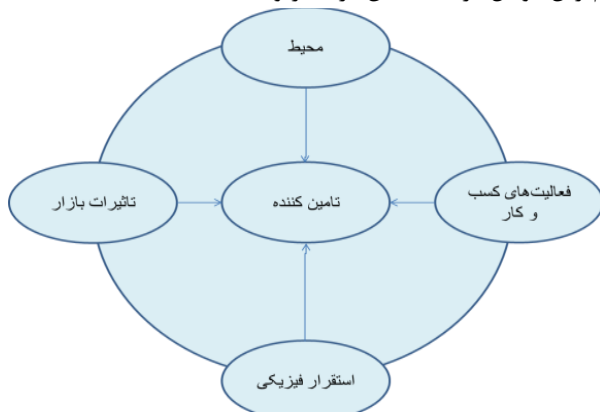 محیط
فعالیت‌های کسب
و کار
تامین کننده
تاثیرات بازار
استقرار فیزیکی